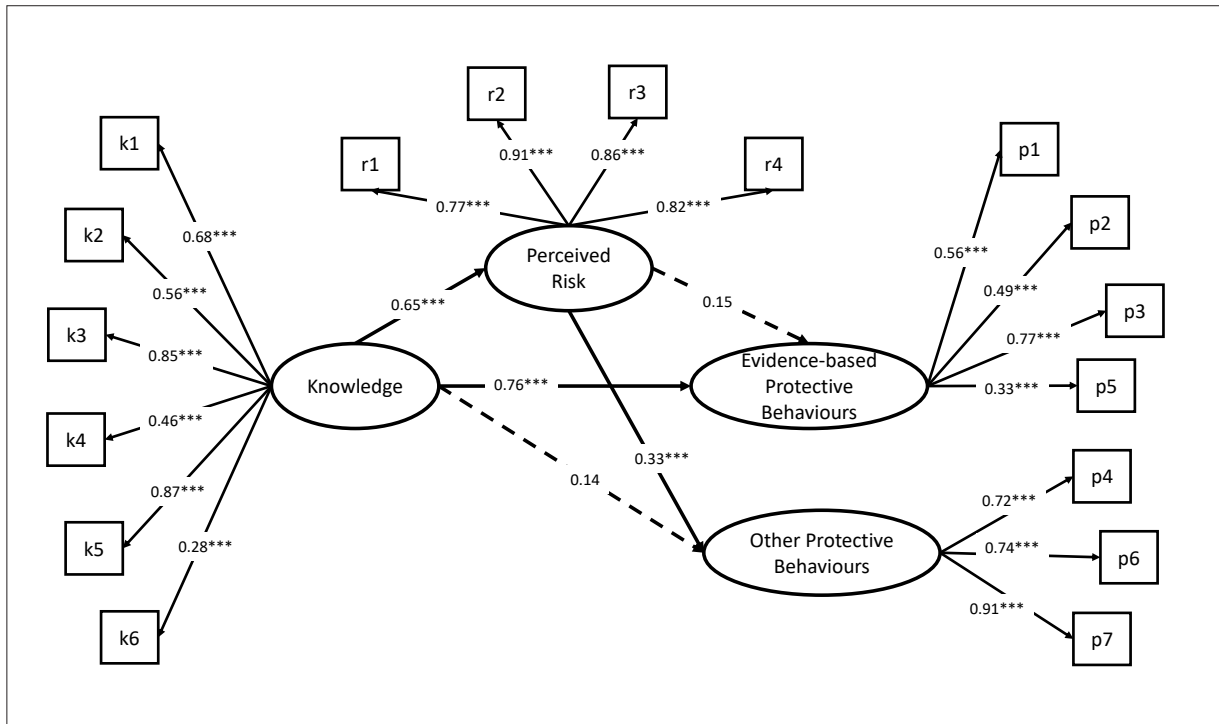 r2
r3
k1
p1
r1
0.91***
0.86***
r4
0.77***
0.82***
k2
0.68***
p2
0.56***
Perceived
Risk
0.56***
0.49***
k3
0.65***
0.15
p3
0.85***
0.77***
Knowledge
0.76***
Evidence-based
Protective
Behaviours
0.33***
p5
k4
0.46***
0.33***
p4
0.87***
0.14
0.72***
k5
0.28***
Other Protective
Behaviours
0.74***
p6
0.91***
k6
p7